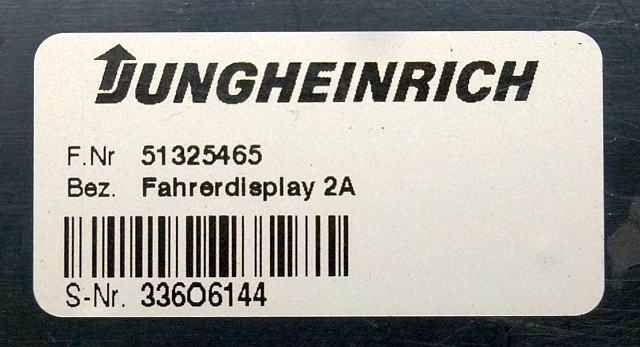 JUNGHEINRICH
F.Nr 51325465
Bez. Fahrerdisplay 2A
S-Nr. 33606144